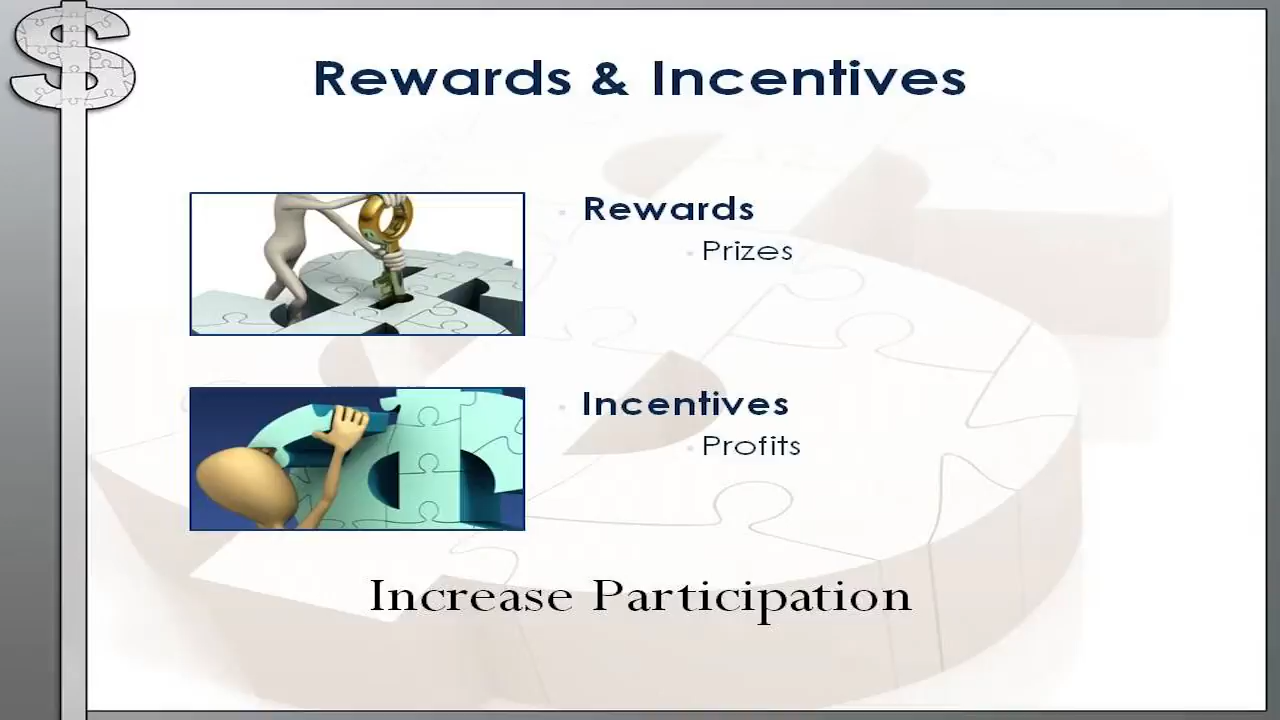 Rewards & Incentives
Rewards
Prizes
Incentives
Profits
Increase Participation